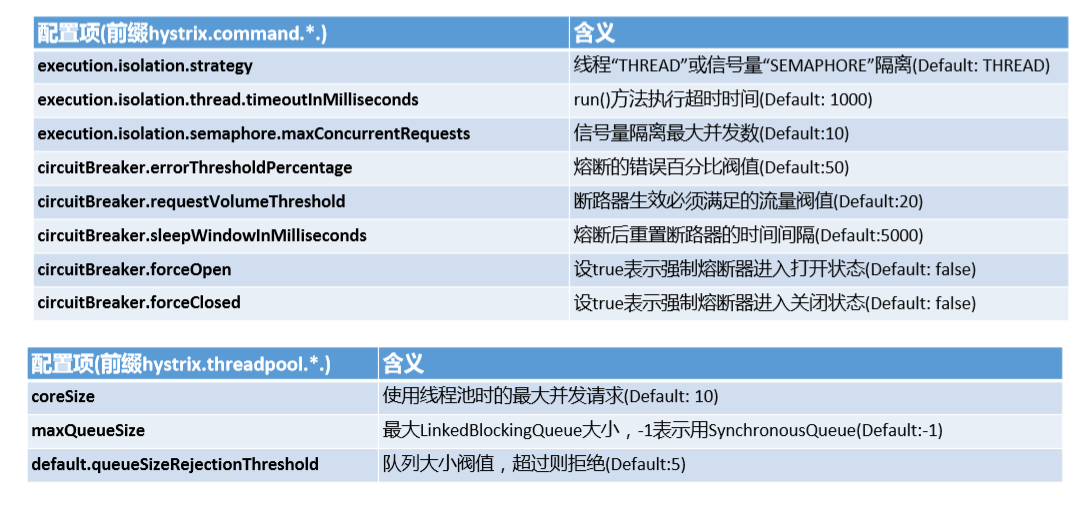 配置项(前缀hystrix.command.*.) 含义
execution.isolation.strategy 线程“THREAD”或信号量“SEMAPHORE”隔离(Default: THREAD)
execution.isolation.thread.timeoutInMilliseconds run()方法执行超时时间(Default: 1000)
execution.isolation.semaphore.maxConcurrentRequests 信号量隔离最大并发数(Default:10)
circuitBreaker.errorThresholdPercentage 熔断的错误百分比阀值(Default:50)
circuitBreaker.requestVolumeThreshold 断路器生效必须满足的流量阀值(Default:20)
circuitBreaker.sleepWindowInMilliseconds 熔断后重置断路器的时间间隔(Default:5000)
circuitBreaker.forceOpen 设true表示强制熔断器进入打开状态(Default: false)
circuitBreaker.forceClosed 设true表示强制熔断器进入关闭状态(Default: false)
配置项(前缀hystrix.threadpool.*.) 含义
coreSize 使用线程池时的最大并发请求(Default: 10)
maxQueueSize 最大LinkedBlockingQueue大小，-1表示用SynchronousQueue(Default:-1)
default.queueSizeRejectionThreshold 队列大小阀值，超过则拒绝(Default:5)